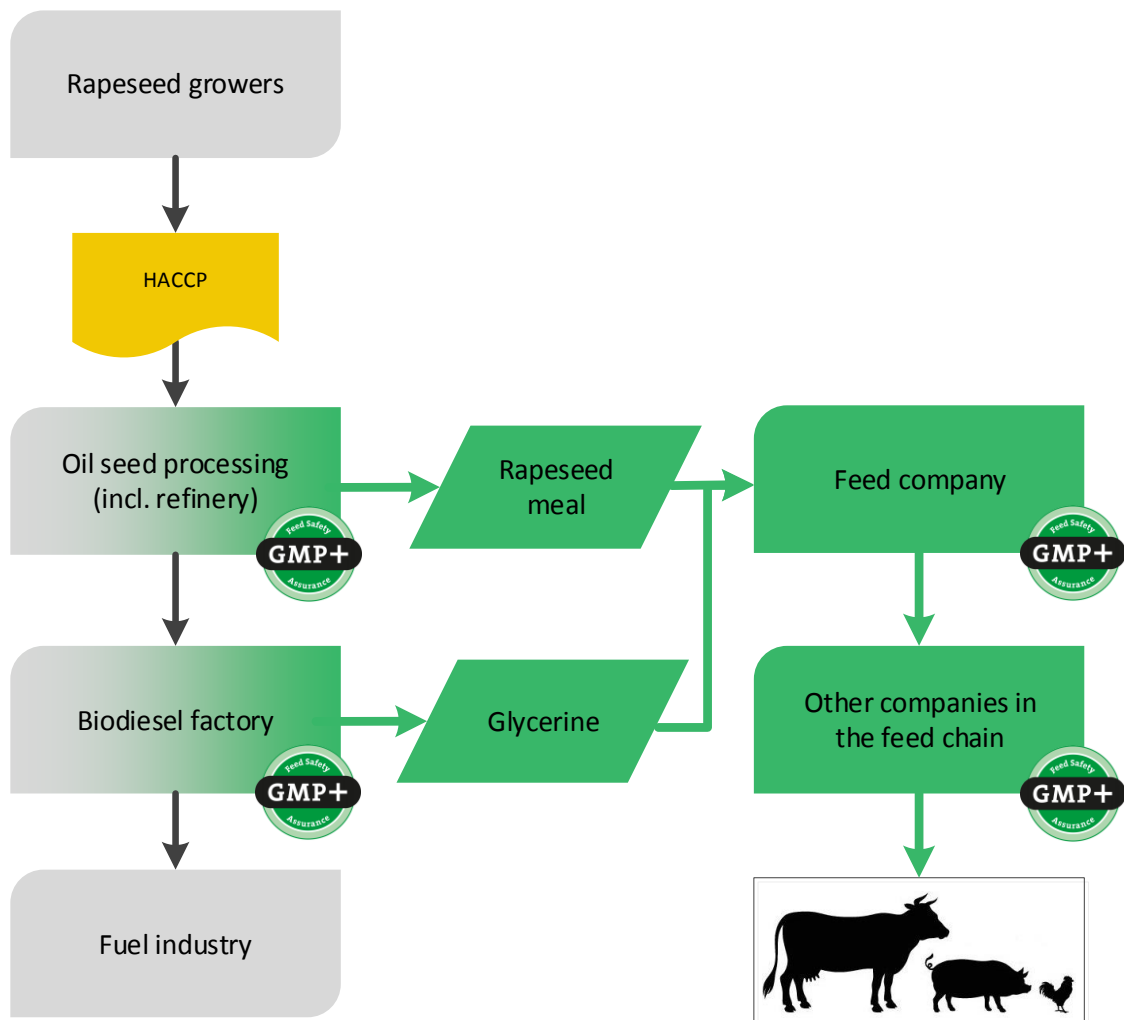 Rapeseed growers
HACCP
Oil seed processing
(incl. refinery)
Feed Safety
GMP+
Assurance
Rapeseed
meal
Feed company
Feed Safety
GMP+
Assurance
Biodiesel factory
Feed Safety
GMP+
Assurance
Glycerine
Other companies in
the feed chain
Feed Safety
GMP+
Assurance
Fuel industry